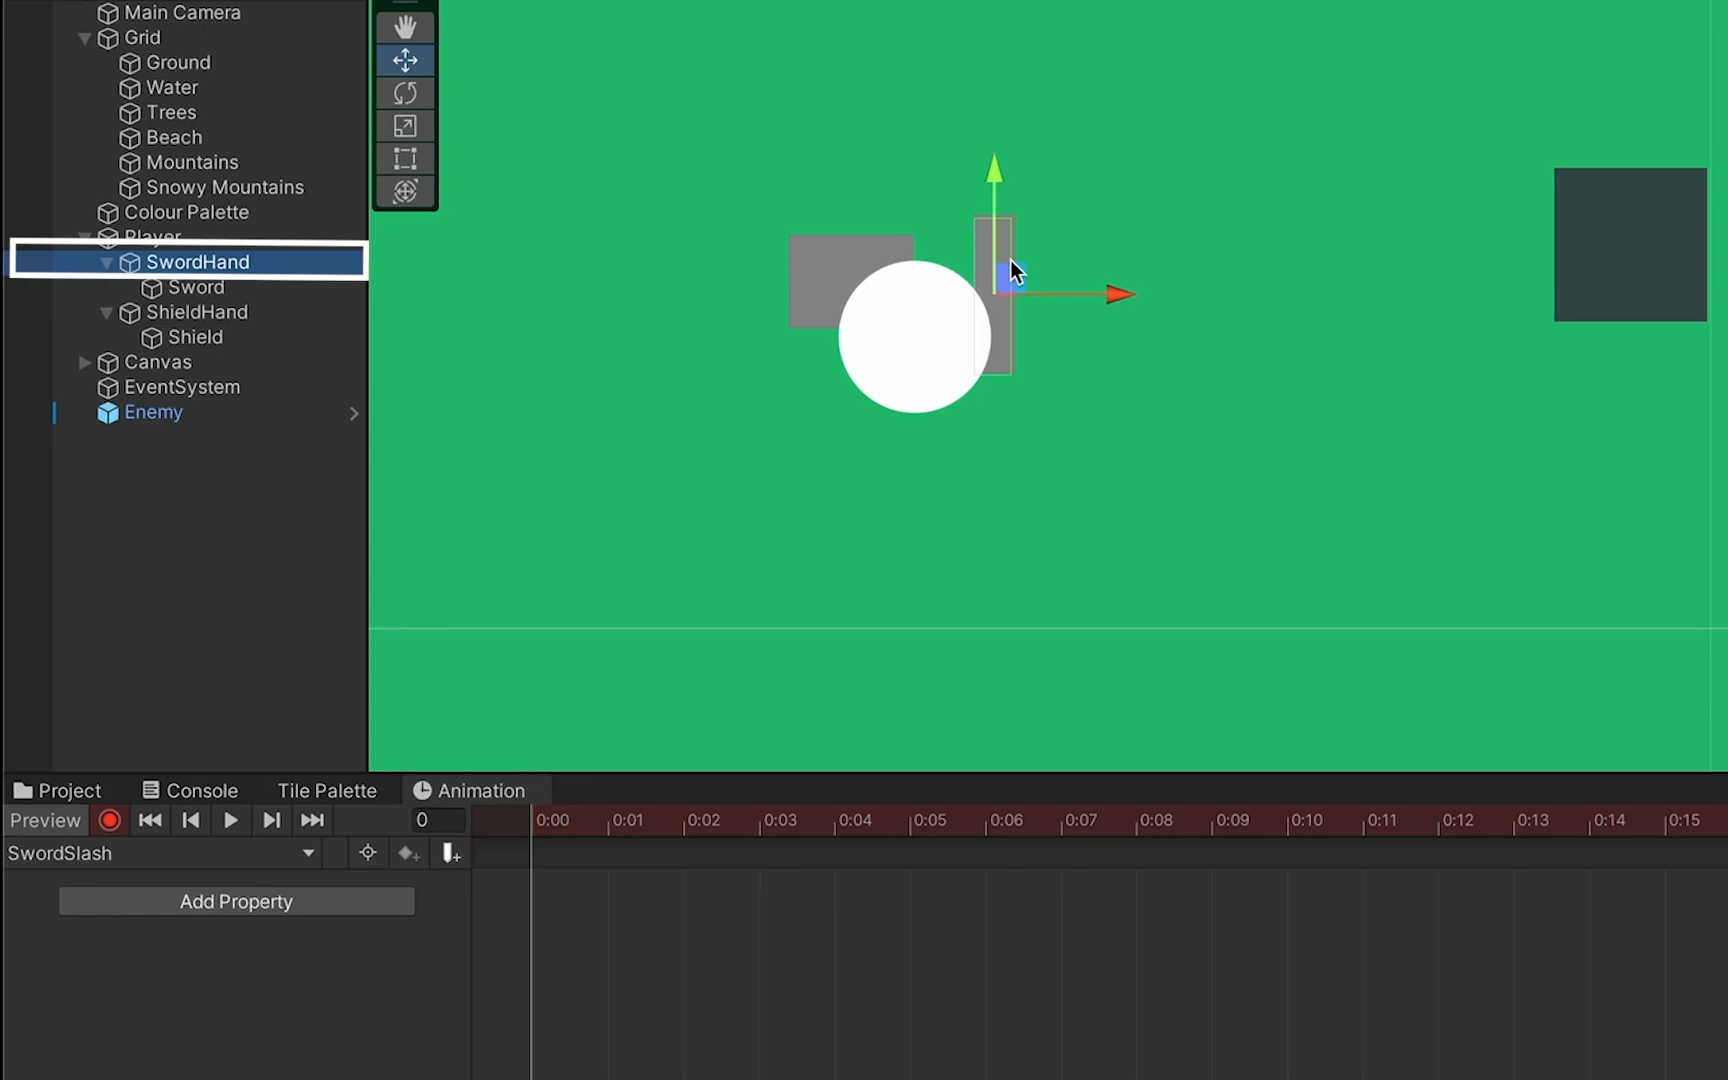 Main Camera
Grid
Ground
Water
Trees
Beach
Mountains
Snowy Mountains
Colour Palette
Player
SwordHand
Sword
ShieldHand
Shield
Canvas
EventSystem
Enemy
Project Console Tile Palette Animation
Preview 0 0:00 0:01 0:02 0:03 0:04 0:05 0:06 0:07 0:08 0:09 0:10 0:11 0:12 0:13 0:14 0:15
SwordSlash
Add Property